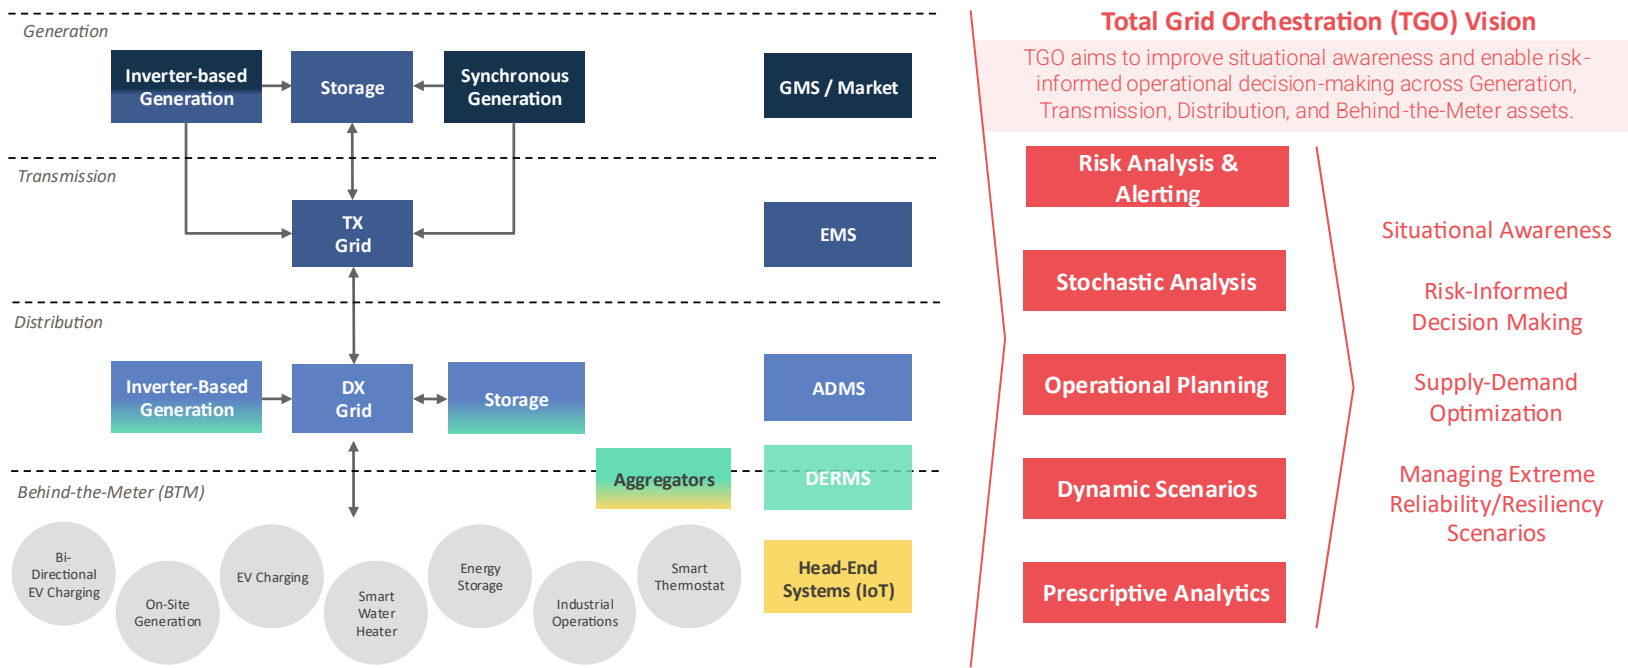 Generation
Inverter-based
Generation
Storage
Synchronous
Generation
GMS / Market
Transmission
TX
Grid
EMS
Distribution
Inverter-Based
Generation
DX
Grid
Storage
ADMS
Behind-the-Meter (BTM)
Aggregators
DERMS
Bi-
Directional
EV Charging
On-Site
Generation
EV Charging
Smart
Water
Heater
Energy
Storage
Industrial
Operations
Smart
Thermostat
Head-End
Systems (IoT)
Total Grid Orchestration (TGO) Vision
TGO aims to improve situational awareness and enable risk-
informed operational decision-making across Generation,
Transmission, Distribution, and Behind-the-Meter assets.
Risk Analysis &
Alerting
Stochastic Analysis
Operational Planning
Dynamic Scenarios
Prescriptive Analytics
Situational Awareness
Risk-Informed
Decision Making
Supply-Demand
Optimization
Managing Extreme
Reliability/Resiliency
Scenarios